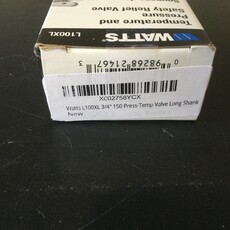 L100XL
Temperature and
Pressure
Safety Relief Valve
WATTS
0 98268 21467 3
X002758YCX
Watts L100XL 3/4" 150 Press-Temp Valve Long Shank
New